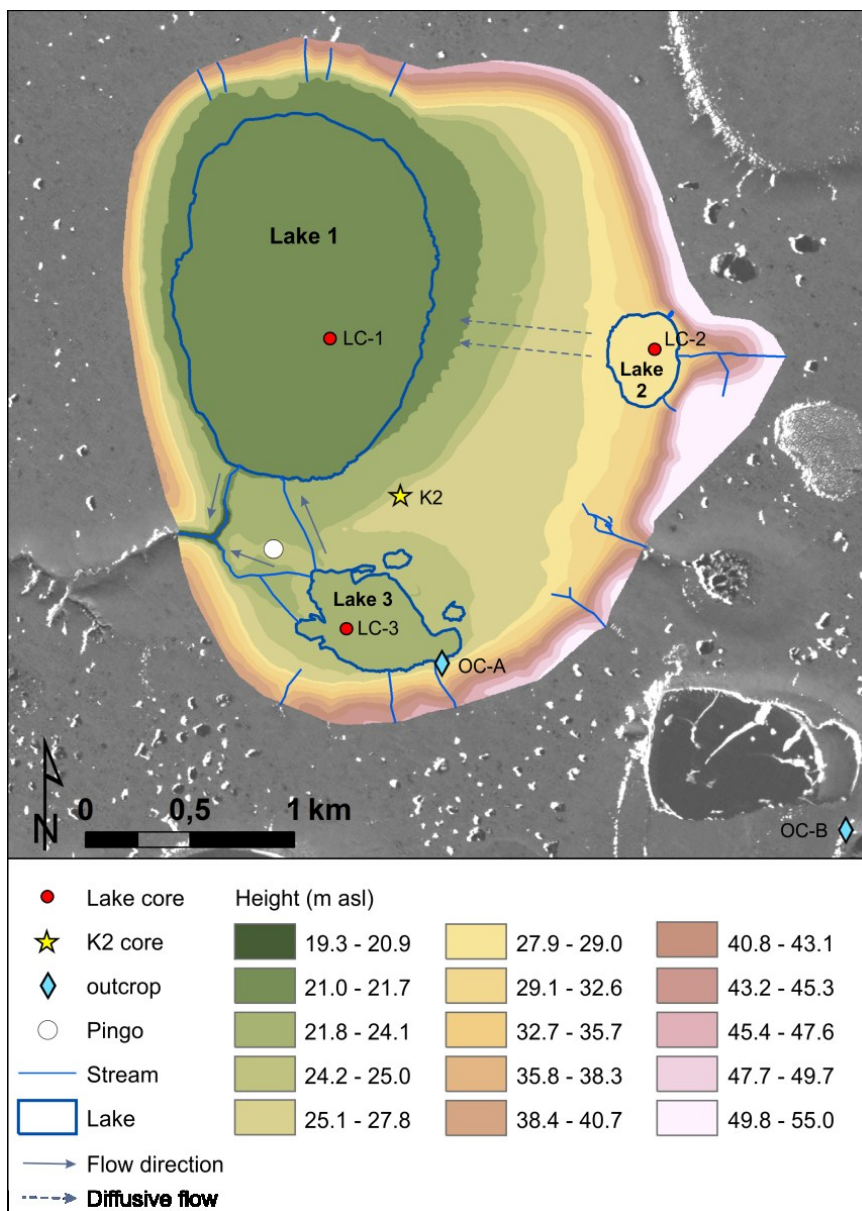 Lake 1
LC-1
LC-2
Lake
2
K2
Lake 3
LC-3
OC-A
N
0 0,5 1 km
OC-B
Lake core
K2 core
outcrop
Pingo
Stream
Lake
Flow direction
Diffusive flow
Height (m asl)
19.3 - 20.9
21.0 - 21.7
21.8 - 24.1
24.2 - 25.0
25.1 - 27.8
27.9 - 29.0
29.1 - 32.6
32.7 - 35.7
35.8 - 38.3
38.4 - 40.7
40.8 - 43.1
43.2 - 45.3
45.4 - 47.6
47.7 - 49.7
49.8 - 55.0